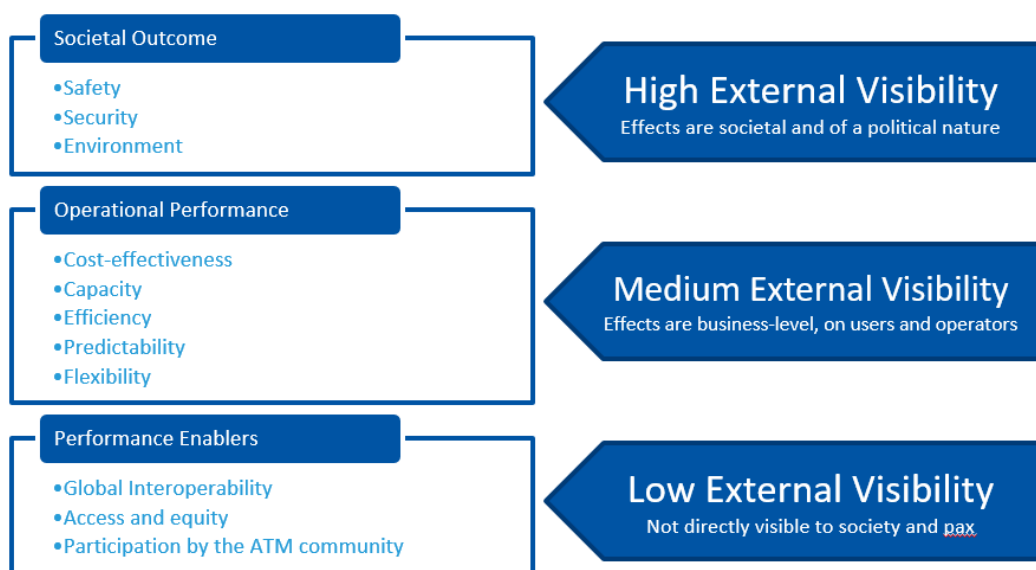 Societal Outcome
•Safety
•Security
•Environment
High External Visibility
Effects are societal and of a political nature
Operational Performance
•Cost-effectiveness
•Capacity
•Efficiency
•Predictability
•Flexibility
Medium External Visibility
Effects are business-level, on users and operators
Performance Enablers
•Global Interoperability
•Access and equity
•Participation by the ATM community
Low External Visibility
Not directly visible to society and pax